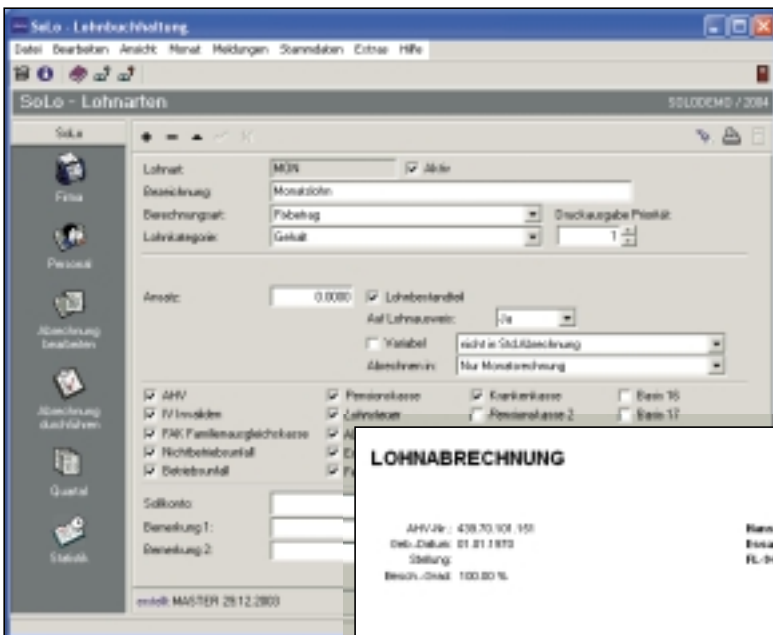 SoLo - Lohnbuchhaltung
Datei Bearbeiten Ansicht Monat Meldungen Stammdaten Extras Hilfe
SoLo - Lohnarten SOLODEMO / 2004
SoLo
Firma
Personal
Abrechnung bearbeiten
Abrechnung durchführen
Quartal
Statistik
Lohnart: MON Aktiv
Bezeichnung: Monatslohn
Berechnungsart: Fixbetrag Druckausgabe Priorität:
Lohnkategorie: Gehalt 1
Ansatz: 0.0000 Lohnbestandteil
Auf Lohnausweis: Ja
Variabel nicht in Std.Abrechnung
Abrechnen in: Nur Monatsrechnung
AHV Pensionskasse Krankenkasse Basis 16
IV Invaliden Lohnsteuer Pensionskasse 2 Basis 17
FAK Familienausgleichskasse
Nichtbetriebsunfall
Betriebsunfall
Sollkonto:
Bemerkung 1:
Bemerkung 2:
erstellt: MASTER 29.12.2003
LOHNABRECHNUNG
AHV-Nr.: 439.70.101.161 Hans
Geb.-Datum: 01.01.1970
Stellung:
Besch.-Grad: 100.00 %